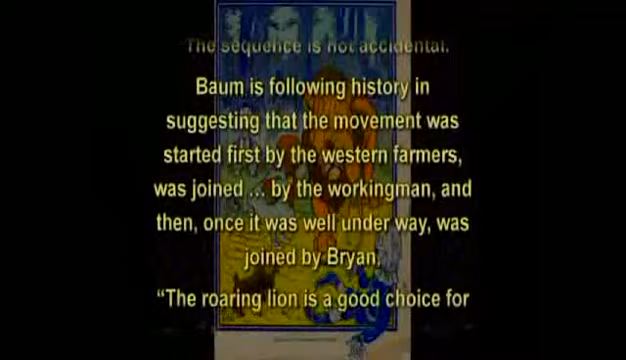 The sequence is not accidental.
Baum is following history in
suggesting that the movement was
started first by the western farmers,
was joined ... by the workingman, and
then, once it was well under way, was
joined by Bryan.
“The roaring lion is a good choice for